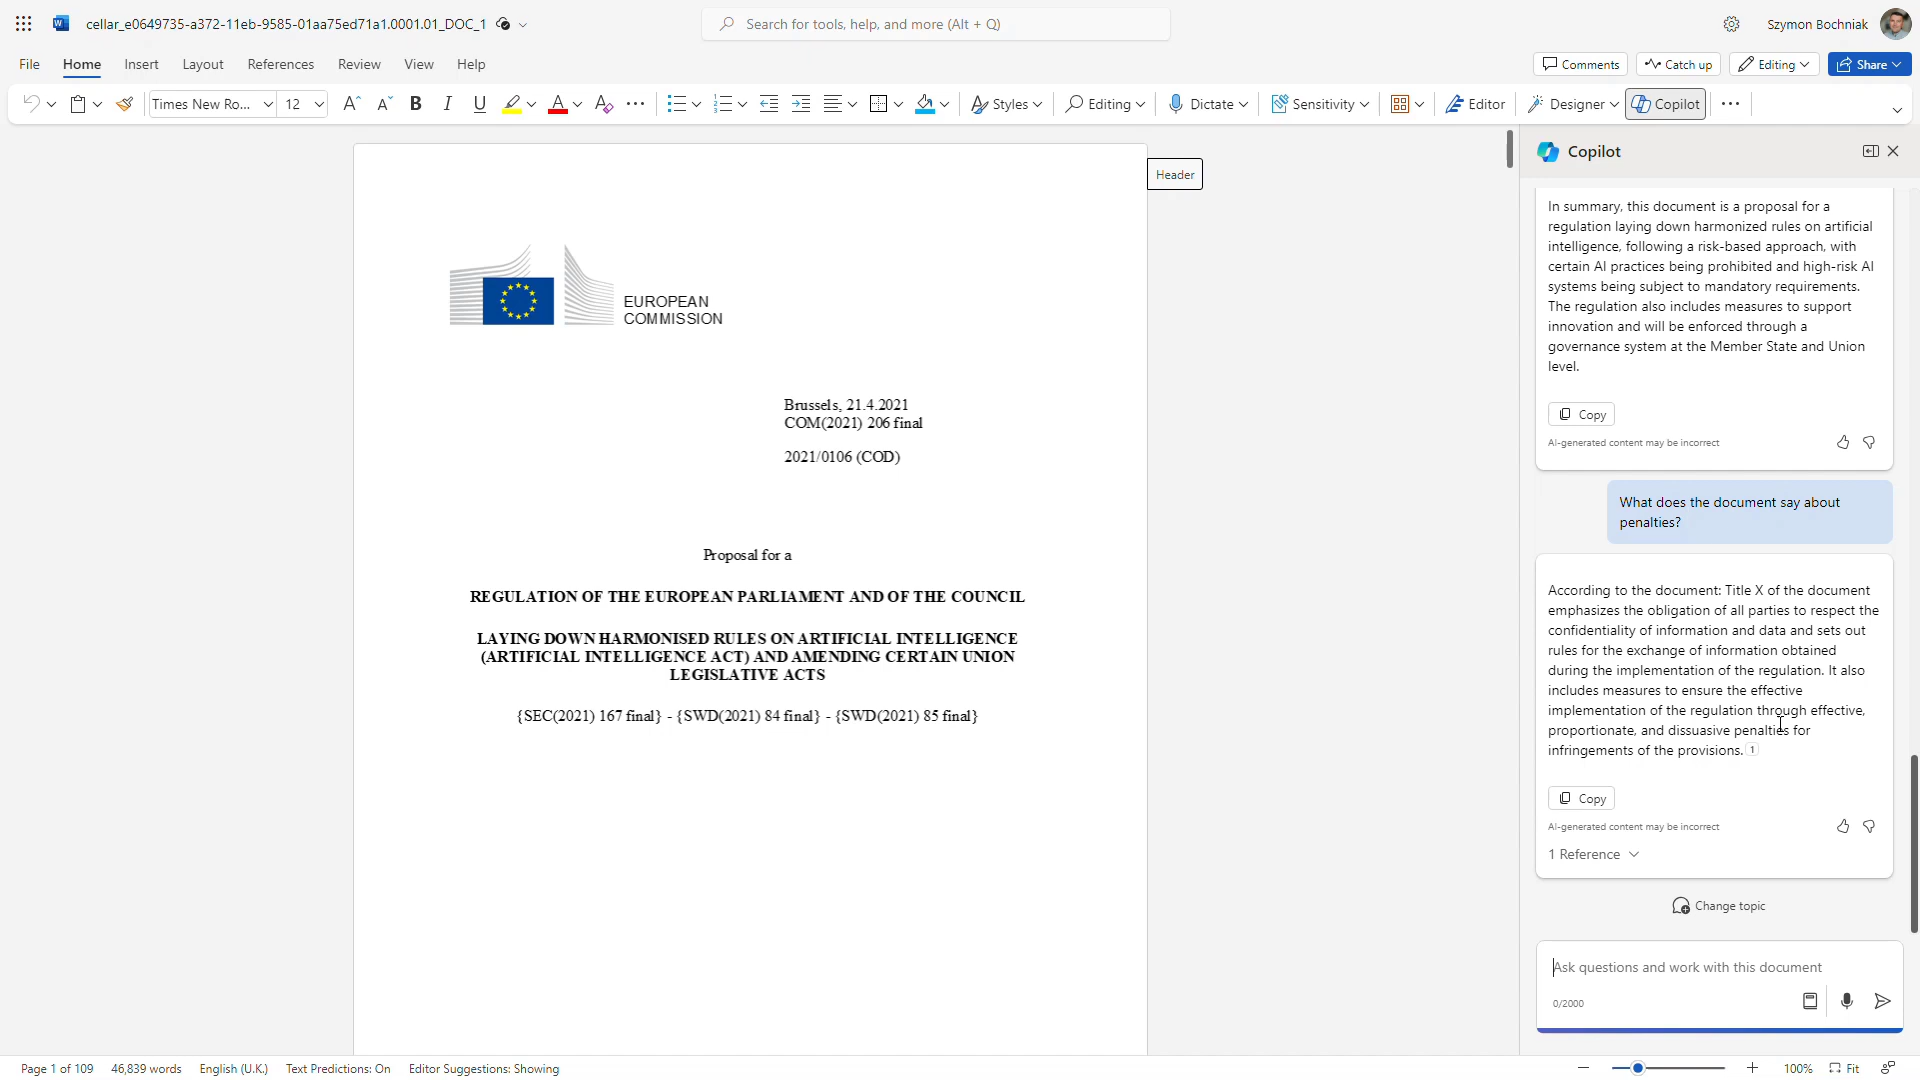 cellar_e0649735-a372-11eb-9585-01aa75ed71a1.0001.01_DOC_1
Search for tools, help, and more (Alt + Q)
Szymon Bochniak
File Home Insert Layout References Review View Help
Comments Catch up Editing Share
Times New Ro... 12 B I U A Styles Editing Dictate Sensitivity Editor Designer Copilot
Header
EUROPEAN
COMMISSION
Brussels, 21.4.2021
COM(2021) 206 final
2021/0106 (COD)
Proposal for a
REGULATION OF THE EUROPEAN PARLIAMENT AND OF THE COUNCIL
LAYING DOWN HARMONISED RULES ON ARTIFICIAL INTELLIGENCE
(ARTIFICIAL INTELLIGENCE ACT) AND AMENDING CERTAIN UNION
LEGISLATIVE ACTS
{SEC(2021) 167 final} - {SWD(2021) 84 final} - {SWD(2021) 85 final}
Copilot
In summary, this document is a proposal for a
regulation laying down harmonized rules on artificial
intelligence, following a risk-based approach, with
certain AI practices being prohibited and high-risk AI
systems being subject to mandatory requirements.
The regulation also includes measures to support
innovation and will be enforced through a
governance system at the Member State and Union
level.
Copy
AI-generated content may be incorrect
What does the document say about
penalties?
According to the document: Title X of the document
emphasizes the obligation of all parties to respect the
confidentiality of information and data and sets out
rules for the exchange of information obtained
during the implementation of the regulation. It also
includes measures to ensure the effective
implementation of the regulation through effective,
proportionate, and dissuasive penalties for
infringements of the provisions. 1
Copy
AI-generated content may be incorrect
1 Reference
Change topic
Ask questions and work with this document
0/2000
Page 1 of 109 46,839 words English (U.K.) Text Predictions: On Editor Suggestions: Showing
100% Fit